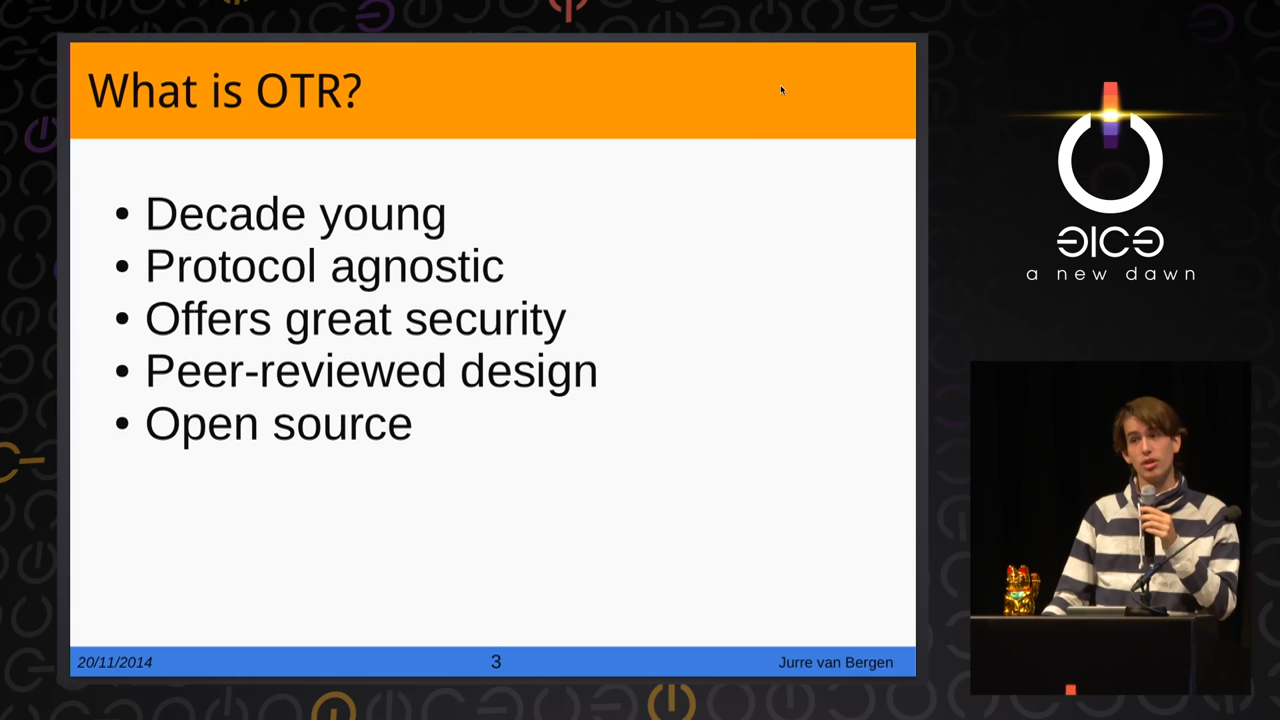 What is OTR?
• Decade young
• Protocol agnostic
• Offers great security
• Peer-reviewed design
• Open source
20/11/2014
3
Jurre van Bergen
a new dawn